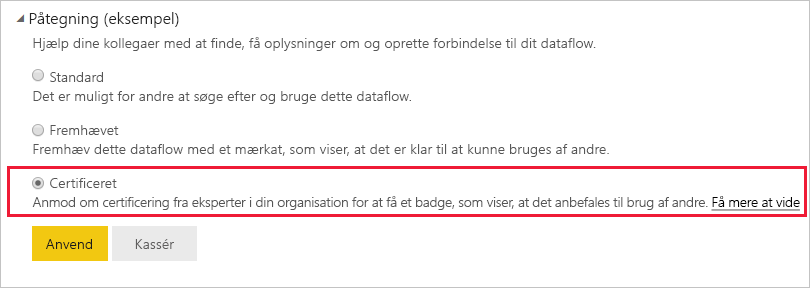 Påtegning (eksempel)
Hjælp dine kollegaer med at finde, få oplysninger om og oprette forbindelse til dit dataflow.
Standard
Det er muligt for andre at søge efter og bruge dette dataflow.
Fremhævet
Fremhæv dette dataflow med et mærkat, som viser, at det er klar til at kunne bruges af andre.
Certificeret
Anmod om certificering fra eksperter i din organisation for at få et badge, som viser, at det anbefales til brug af andre. Få mere at vide
Anvend Kassér